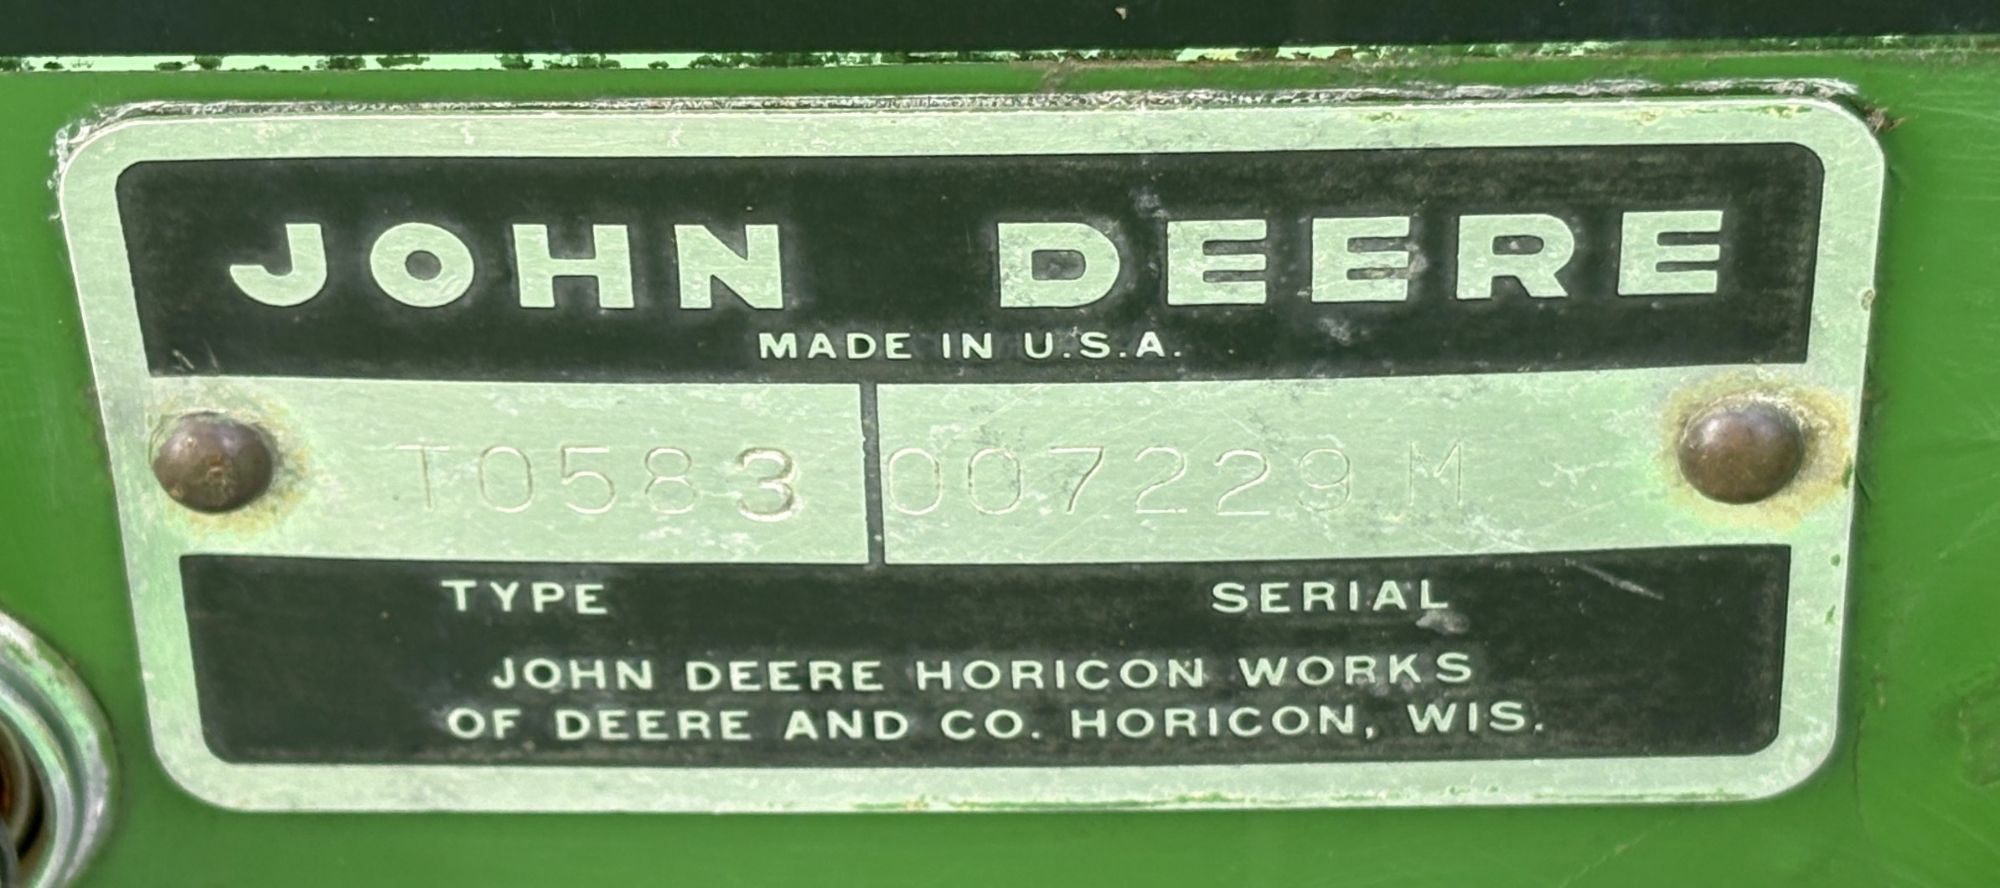 JOHN DEERE
MADE IN U.S.A.
T0583 007229M
TYPE SERIAL
JOHN DEERE HORICON WORKS
OF DEERE AND CO. HORICON, WIS.